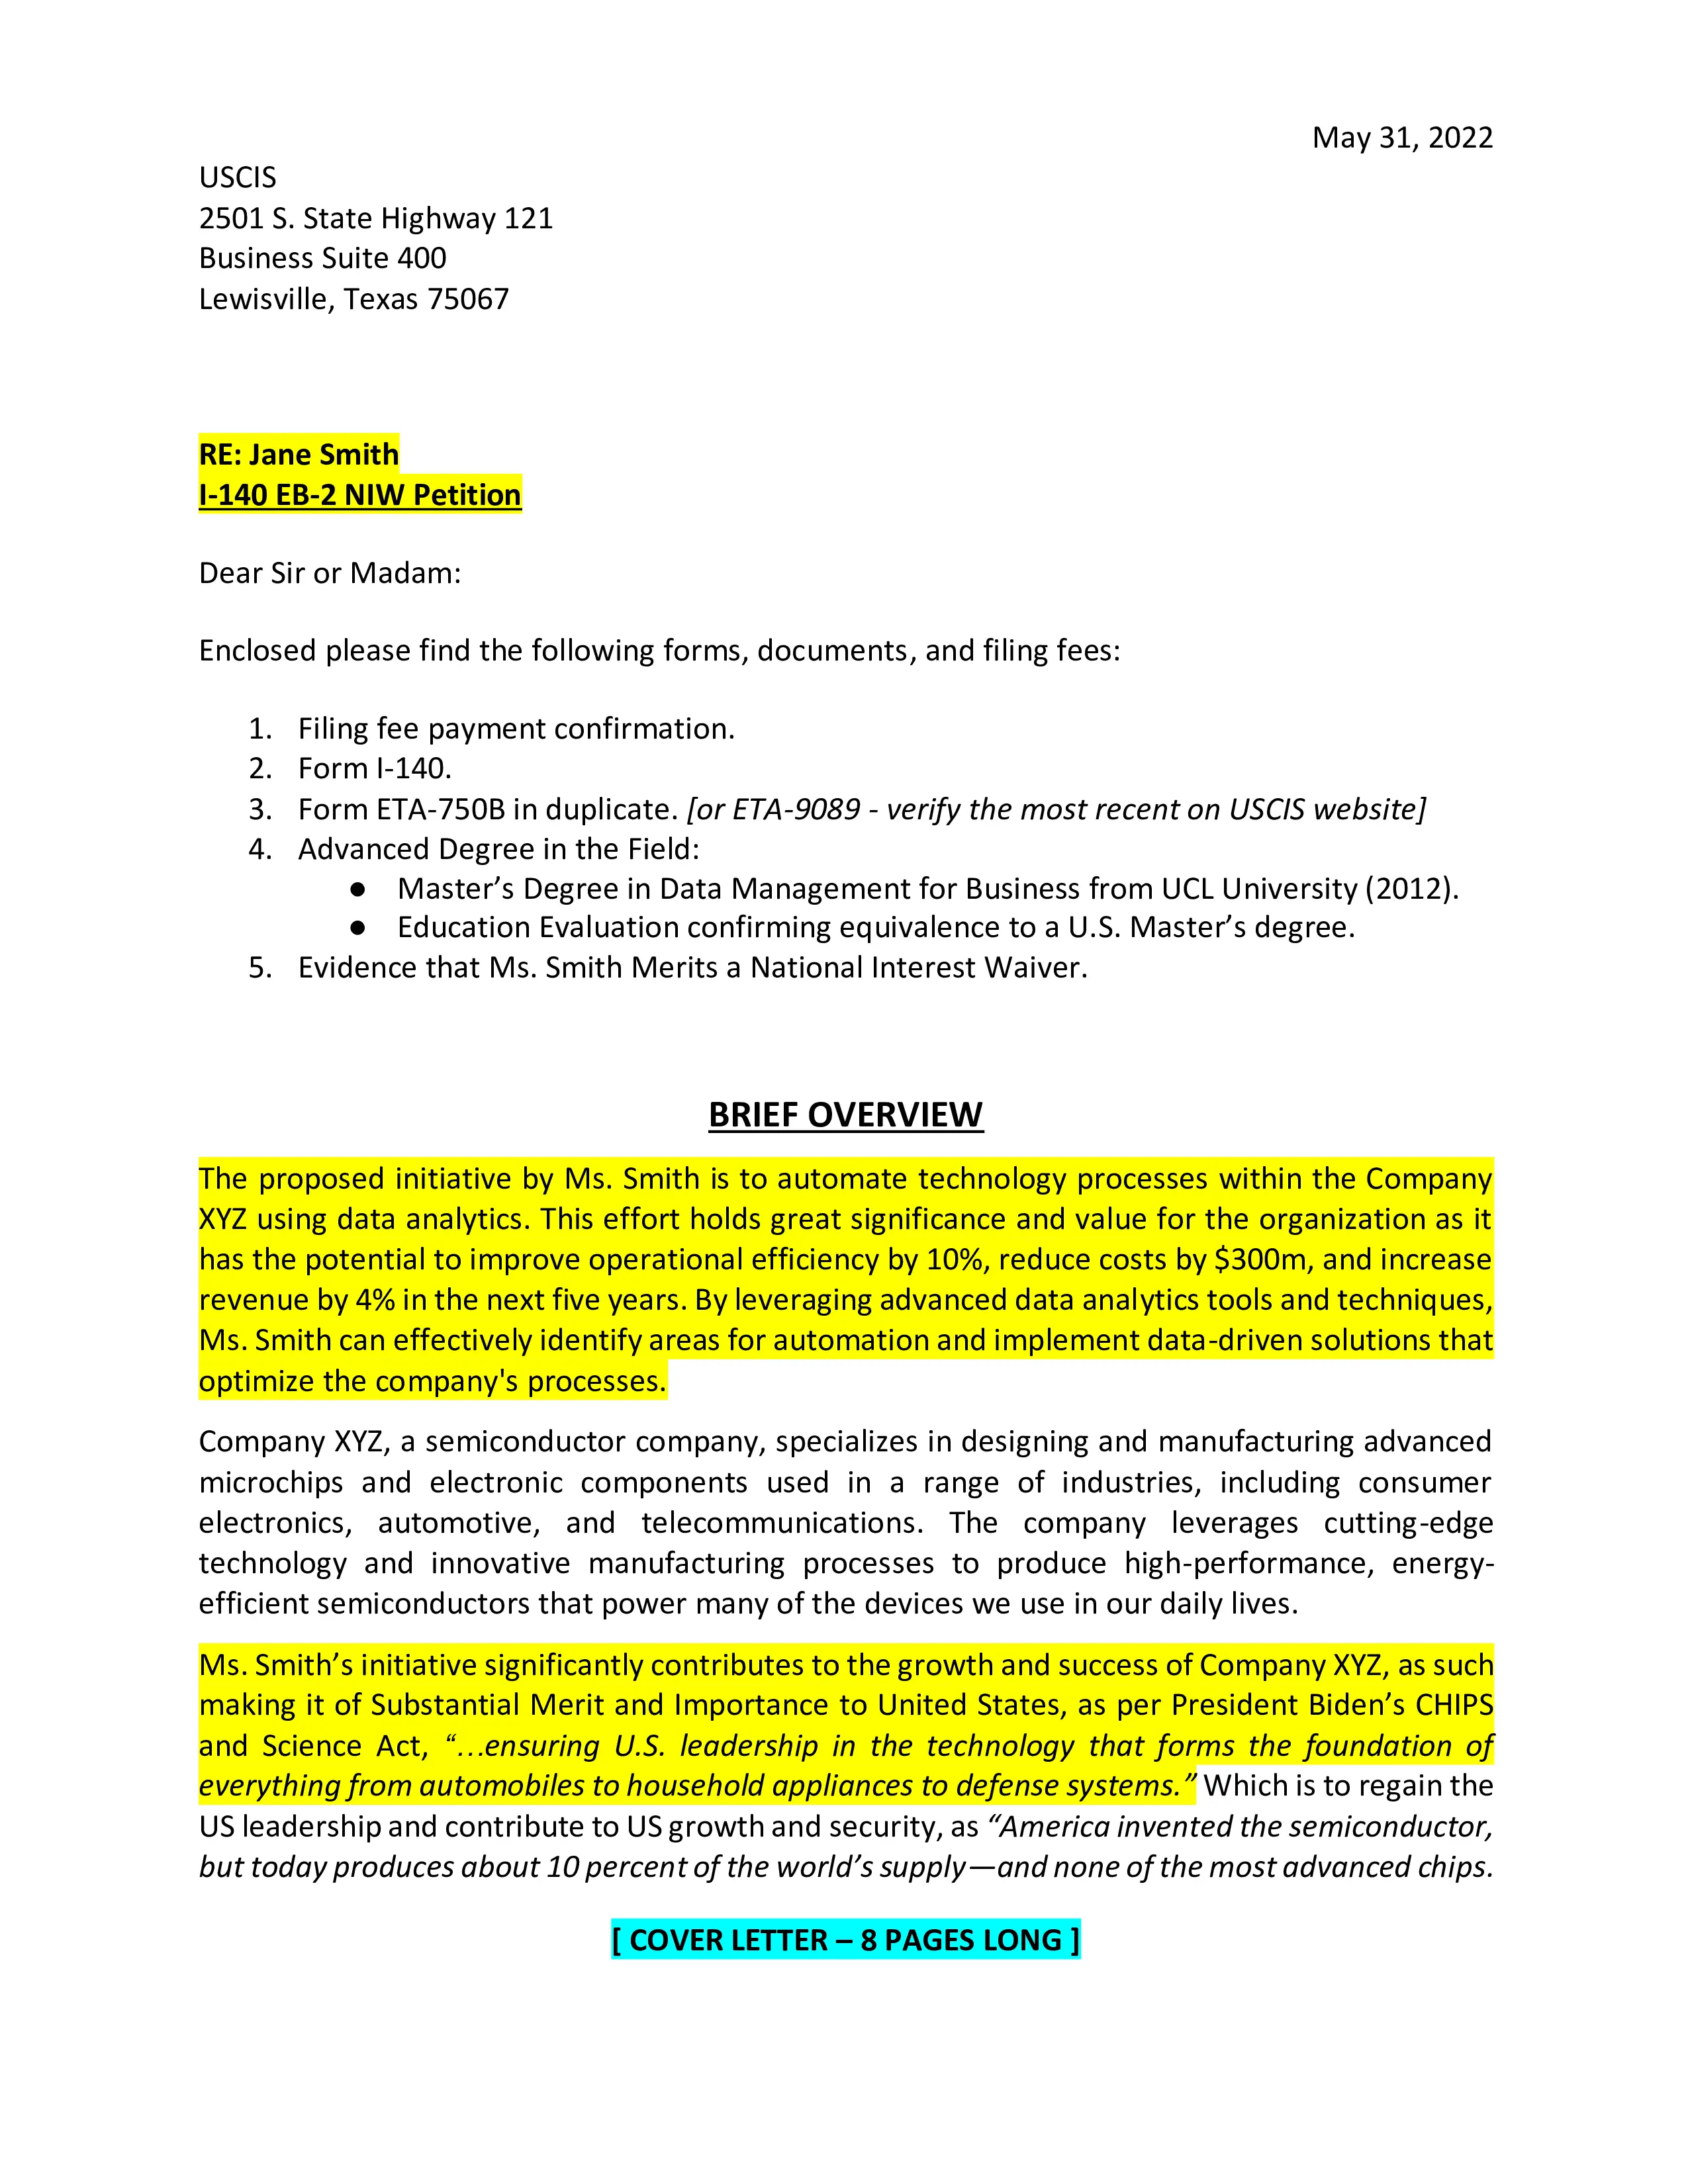 May 31, 2022
USCIS
2501 S. State Highway 121
Business Suite 400
Lewisville, Texas 75067
RE: Jane Smith
I-140 EB-2 NIW Petition
Dear Sir or Madam:
Enclosed please find the following forms, documents, and filing fees:
1. Filing fee payment confirmation.
2. Form I-140.
3. Form ETA-750B in duplicate. [or ETA-9089 - verify the most recent on USCIS website]
4. Advanced Degree in the Field:
● Master’s Degree in Data Management for Business from UCL University (2012).
● Education Evaluation confirming equivalence to a U.S. Master’s degree.
5. Evidence that Ms. Smith Merits a National Interest Waiver.
BRIEF OVERVIEW
The proposed initiative by Ms. Smith is to automate technology processes within the Company
XYZ using data analytics. This effort holds great significance and value for the organization as it
has the potential to improve operational efficiency by 10%, reduce costs by $300m, and increase
revenue by 4% in the next five years. By leveraging advanced data analytics tools and techniques,
Ms. Smith can effectively identify areas for automation and implement data-driven solutions that
optimize the company's processes.
Company XYZ, a semiconductor company, specializes in designing and manufacturing advanced
microchips and electronic components used in a range of industries, including consumer
electronics, automotive, and telecommunications. The company leverages cutting-edge
technology and innovative manufacturing processes to produce high-performance, energy-
efficient semiconductors that power many of the devices we use in our daily lives.
Ms. Smith’s initiative significantly contributes to the growth and success of Company XYZ, as such
making it of Substantial Merit and Importance to United States, as per President Biden’s CHIPS
and Science Act, “…ensuring U.S. leadership in the technology that forms the foundation of
everything from automobiles to household appliances to defense systems.” Which is to regain the
US leadership and contribute to US growth and security, as “America invented the semiconductor,
but today produces about 10 percent of the world’s supply—and none of the most advanced chips.
[ COVER LETTER – 8 PAGES LONG ]